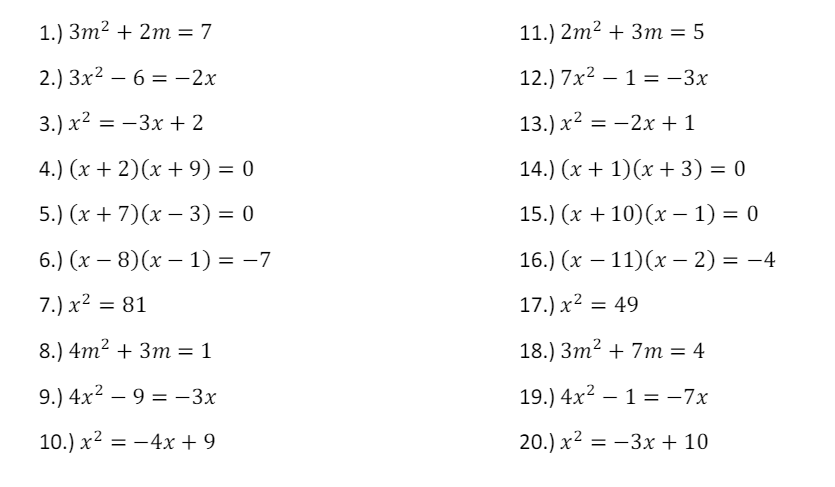 1.) 3m² + 2m = 7
2.) 3x² − 6 = −2x
3.) x² = −3x + 2
4.) (x + 2)(x + 9) = 0
5.) (x + 7)(x − 3) = 0
6.) (x − 8)(x − 1) = −7
7.) x² = 81
8.) 4m² + 3m = 1
9.) 4x² − 9 = −3x
10.) x² = −4x + 9
11.) 2m² + 3m = 5
12.) 7x² − 1 = −3x
13.) x² = −2x + 1
14.) (x + 1)(x + 3) = 0
15.) (x + 10)(x − 1) = 0
16.) (x − 11)(x − 2) = −4
17.) x² = 49
18.) 3m² + 7m = 4
19.) 4x² − 1 = −7x
20.) x² = −3x + 10